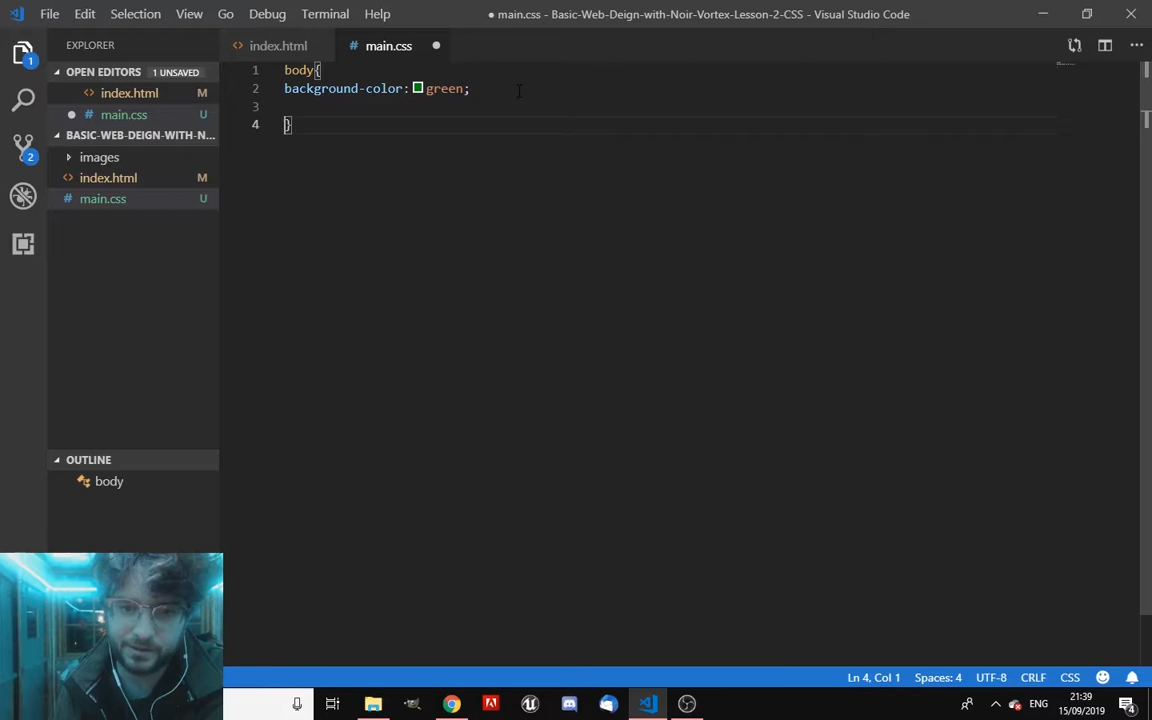 File Edit Selection View Go Debug Terminal Help
● main.css - Basic-Web-Deign-with-Noir-Vortex-Lesson-2-CSS - Visual Studio Code
EXPLORER
index.html
# main.css
OPEN EDITORS 1 UNSAVED
index.html M
# main.css U
BASIC-WEB-DEIGN-WITH-N...
images
index.html M
# main.css U
1 body{
2 background-color: green;
3
4 }
1
2
OUTLINE
body
Ln 4, Col 1 Spaces: 4 UTF-8 CRLF CSS
ENG
21:39
15/09/2019
4